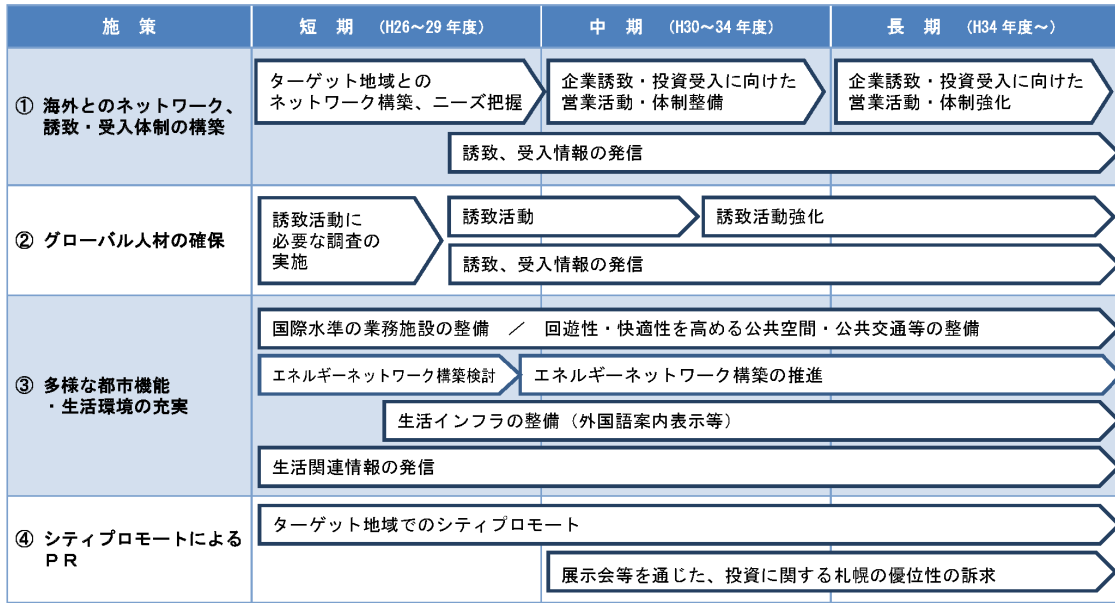 施 策
短 期 (H26～29 年度)
中 期 (H30～34 年度)
長 期 (H34 年度～)
① 海外とのネットワーク、
誘致・受入体制の構築
ターゲット地域との
ネットワーク構築、ニーズ把握
企業誘致・投資受入に向けた
営業活動・体制整備
企業誘致・投資受入に向けた
営業活動・体制強化
誘致、受入情報の発信
② グローバル人材の確保
誘致活動に
必要な調査の
実施
誘致活動
誘致活動強化
誘致、受入情報の発信
③ 多様な都市機能
・生活環境の充実
国際水準の業務施設の整備 ／ 回遊性・快適性を高める公共空間・公共交通等の整備
エネルギーネットワーク構築検討
エネルギーネットワーク構築の推進
生活インフラの整備（外国語案内表示等）
生活関連情報の発信
④ シティプロモートによる
ＰＲ
ターゲット地域でのシティプロモート
展示会等を通じた、投資に関する札幌の優位性の訴求